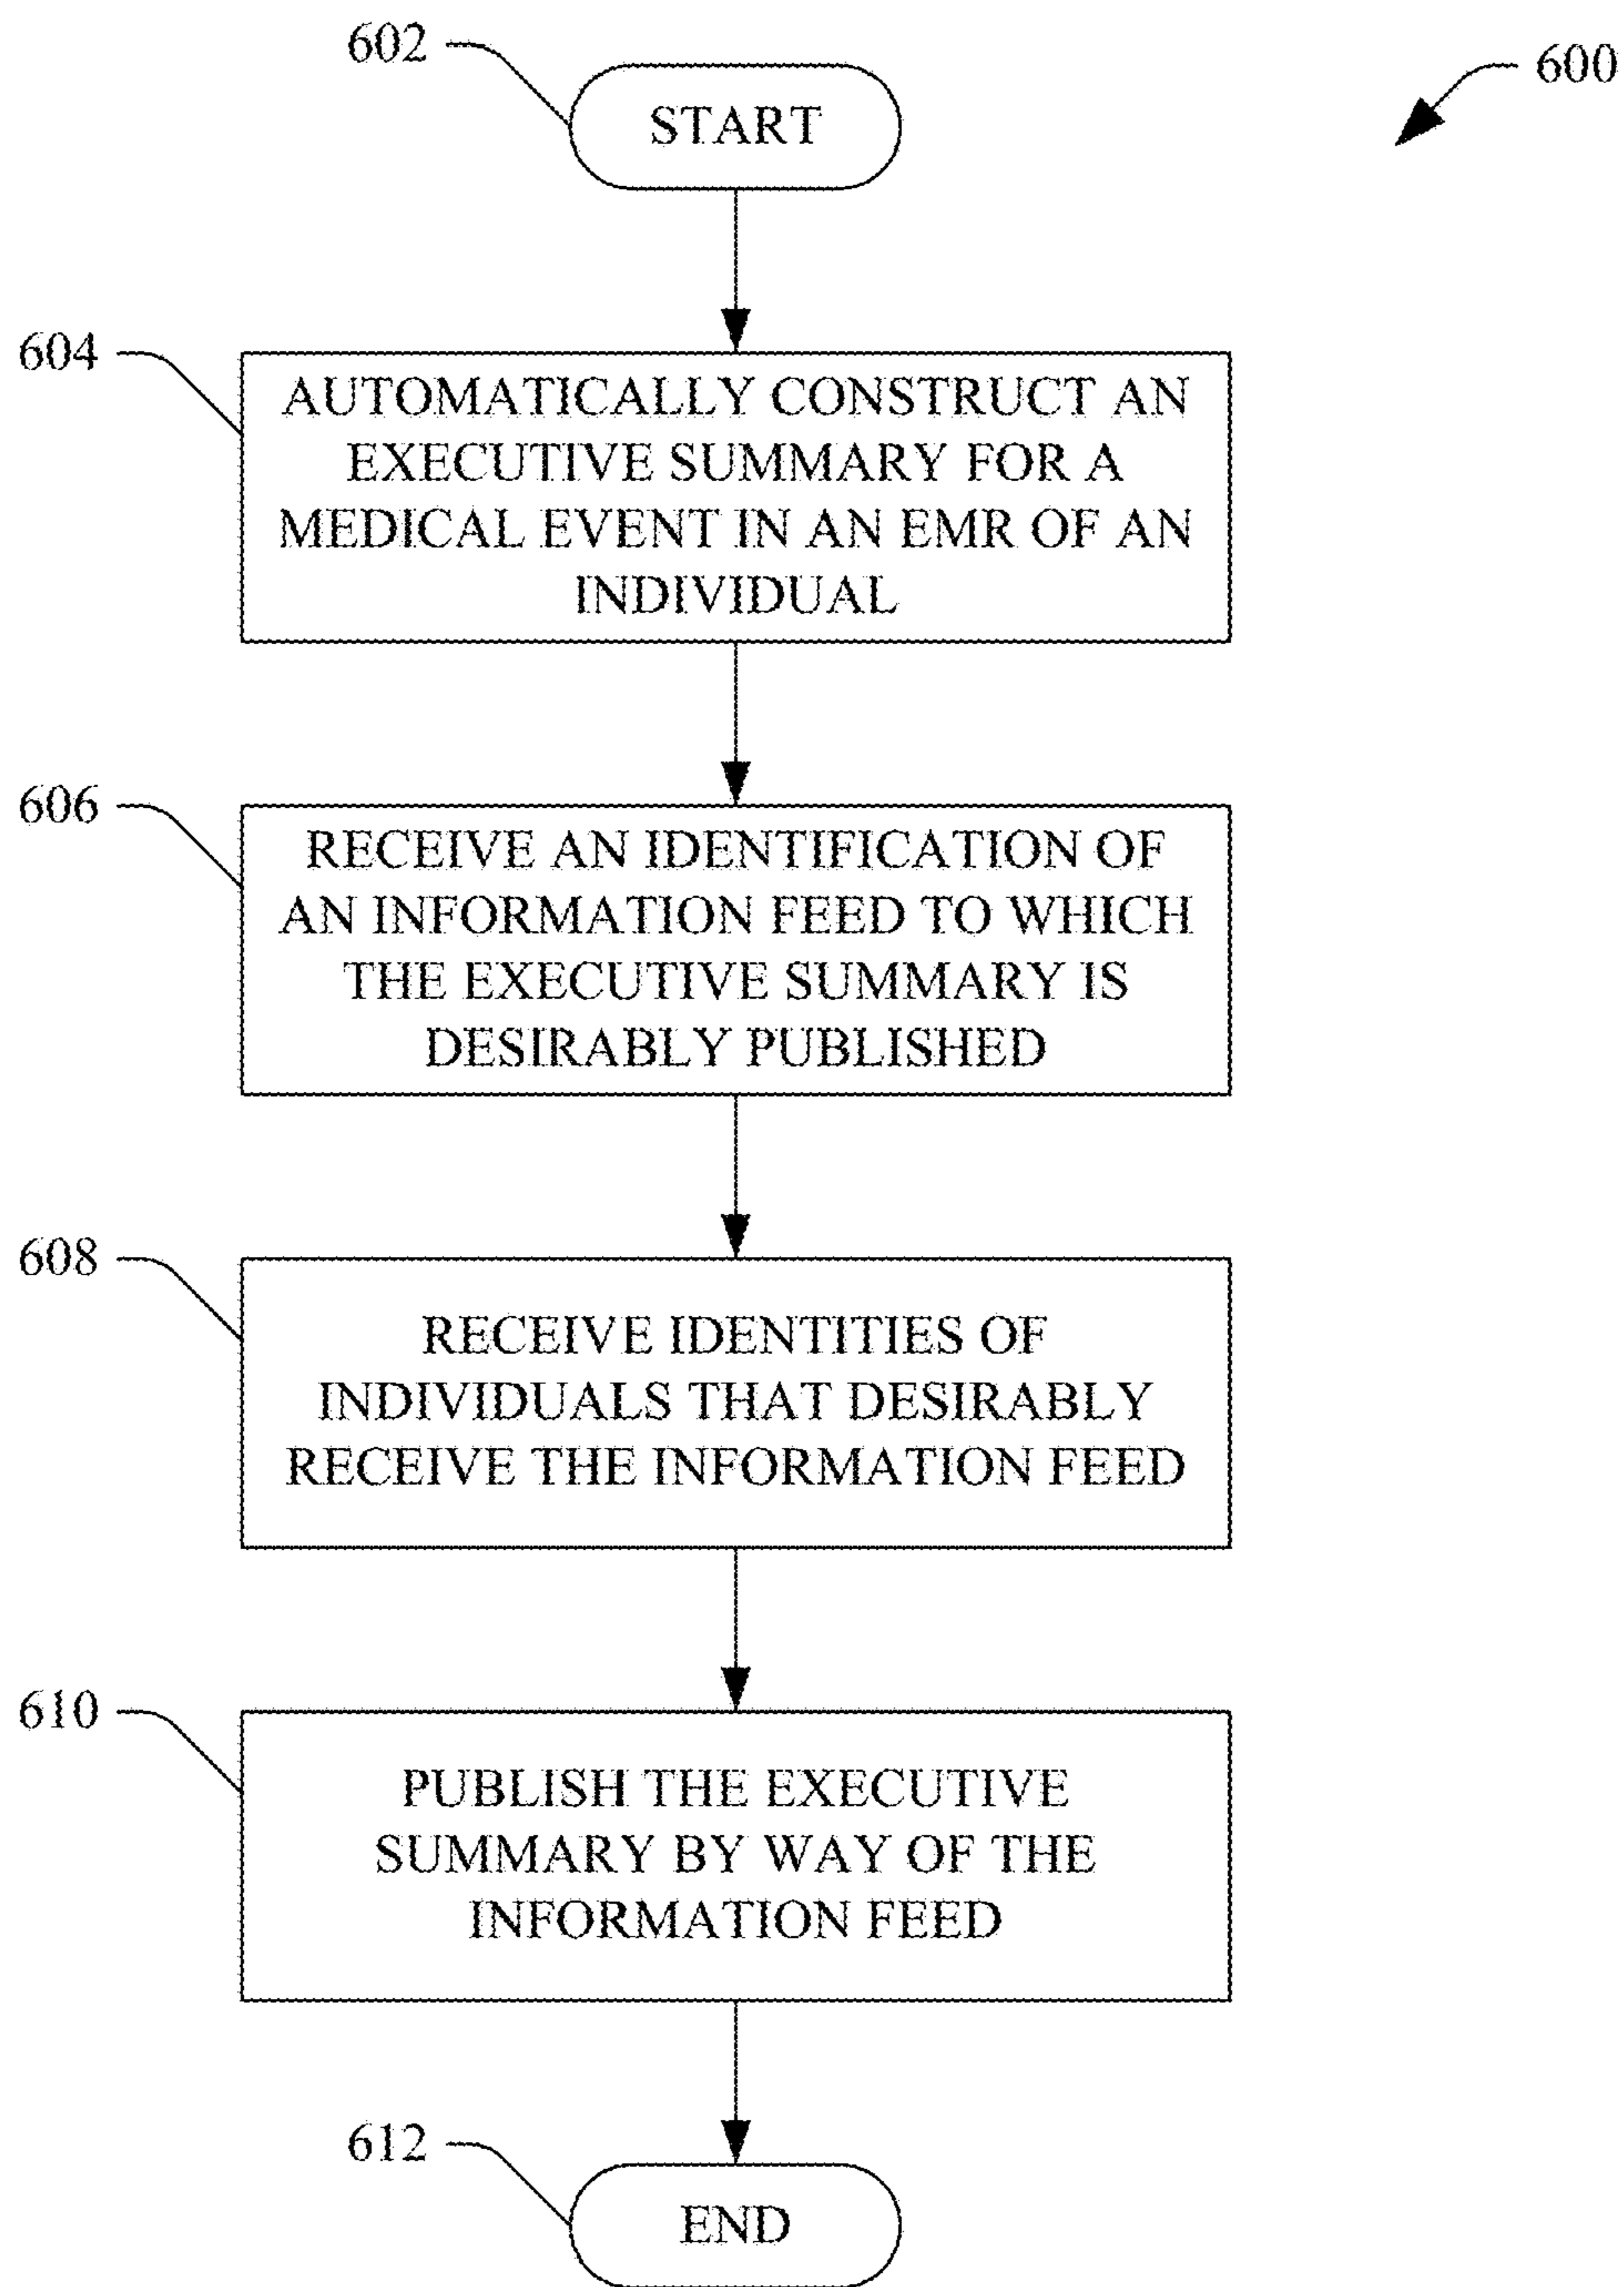 602
START
600
604
AUTOMATICALLY CONSTRUCT AN
EXECUTIVE SUMMARY FOR A
MEDICAL EVENT IN AN EMR OF AN
INDIVIDUAL
606
RECEIVE AN IDENTIFICATION OF
AN INFORMATION FEED TO WHICH
THE EXECUTIVE SUMMARY IS
DESIRABLY PUBLISHED
608
RECEIVE IDENTITIES OF
INDIVIDUALS THAT DESIRABLY
RECEIVE THE INFORMATION FEED
610
PUBLISH THE EXECUTIVE
SUMMARY BY WAY OF THE
INFORMATION FEED
612
END